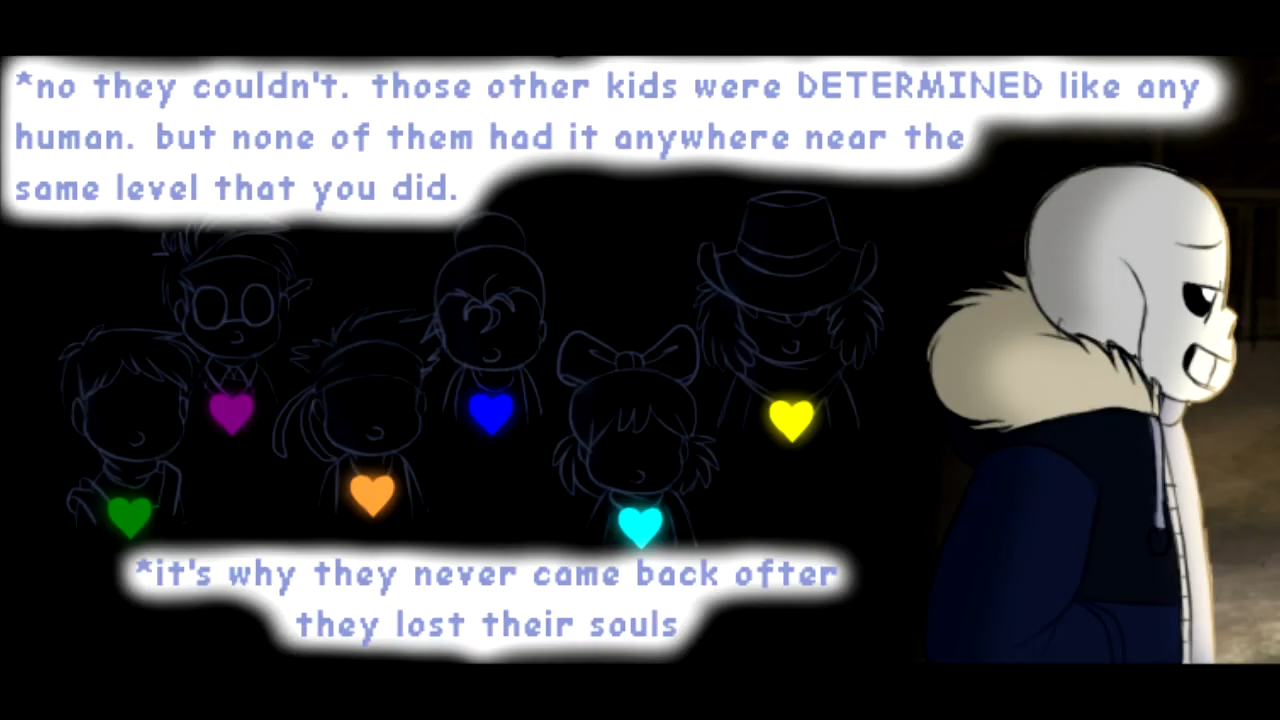 *no they couldn't. those other kids were DETERMINED like any
human. but none of them had it anywhere near the
same level that you did.
*it's why they never came back after
they lost their souls